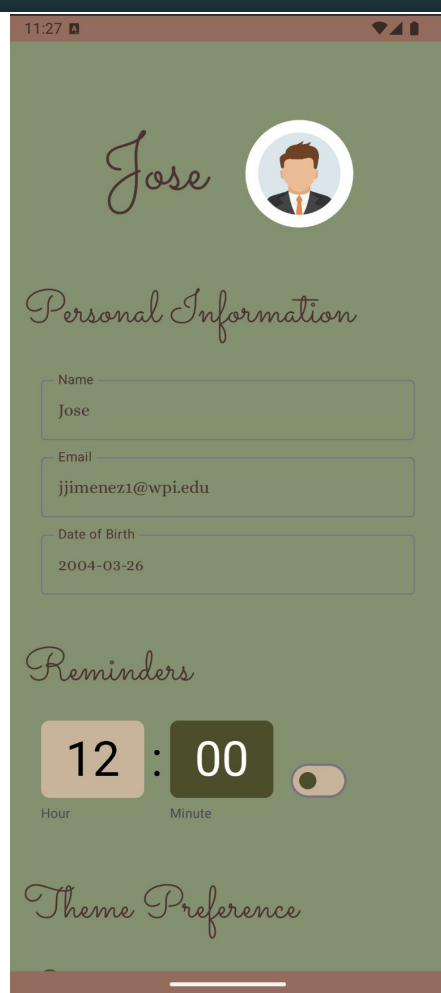 11:27
Jose
Personal Information
Name
Jose
Email
jjimenez1@wpi.edu
Date of Birth
2004-03-26
Reminders
12 : 00
Hour Minute
Theme Preference